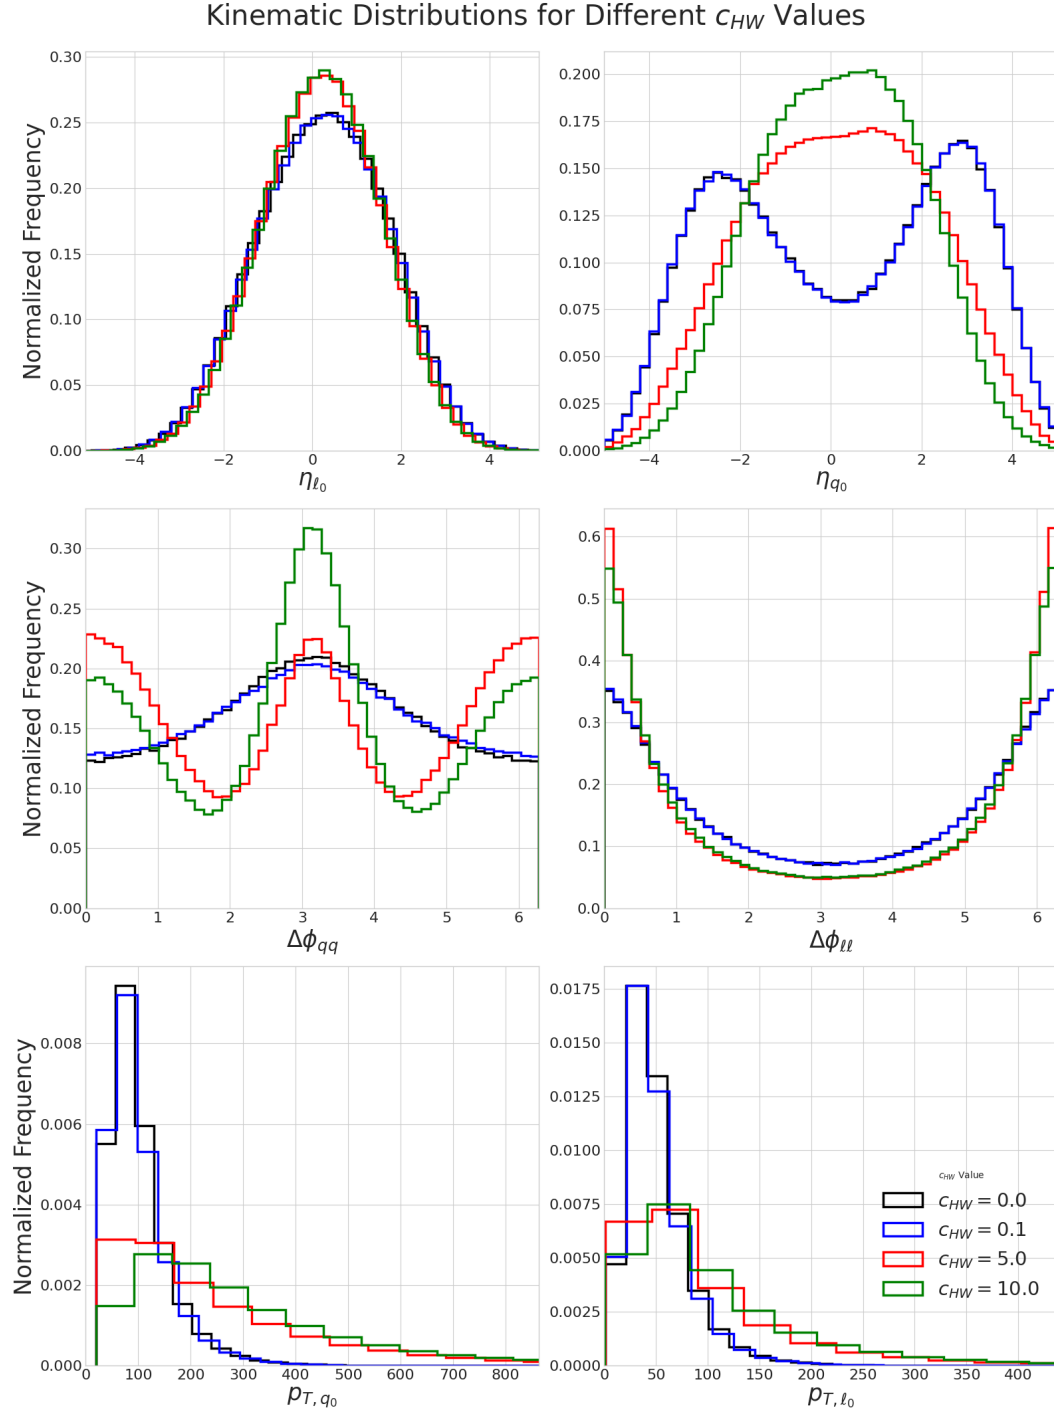 Kinematic Distributions for Different c_HW Values
0.30
0.25
0.20
0.15
0.10
0.05
0.00
−4 −2 0 2 4
Normalized Frequency
η_ℓ0
0.200
0.175
0.150
0.125
0.100
0.075
0.050
0.025
0.000
−4 −2 0 2 4
η_q0
0.30
0.25
0.20
0.15
0.10
0.05
0.00
0 1 2 3 4 5 6
Normalized Frequency
Δϕ_qq
0.6
0.5
0.4
0.3
0.2
0.1
0.0
0 1 2 3 4 5 6
Δϕ_ℓℓ
0.008
0.006
0.004
0.002
0.000
0 100 200 300 400 500 600 700 800
Normalized Frequency
p_T,q0
0.0175
0.0150
0.0125
0.0100
0.0075
0.0050
0.0025
0.0000
0 50 100 150 200 250 300 350 400
p_T,ℓ0
c_HW Value
c_HW = 0.0
c_HW = 0.1
c_HW = 5.0
c_HW = 10.0